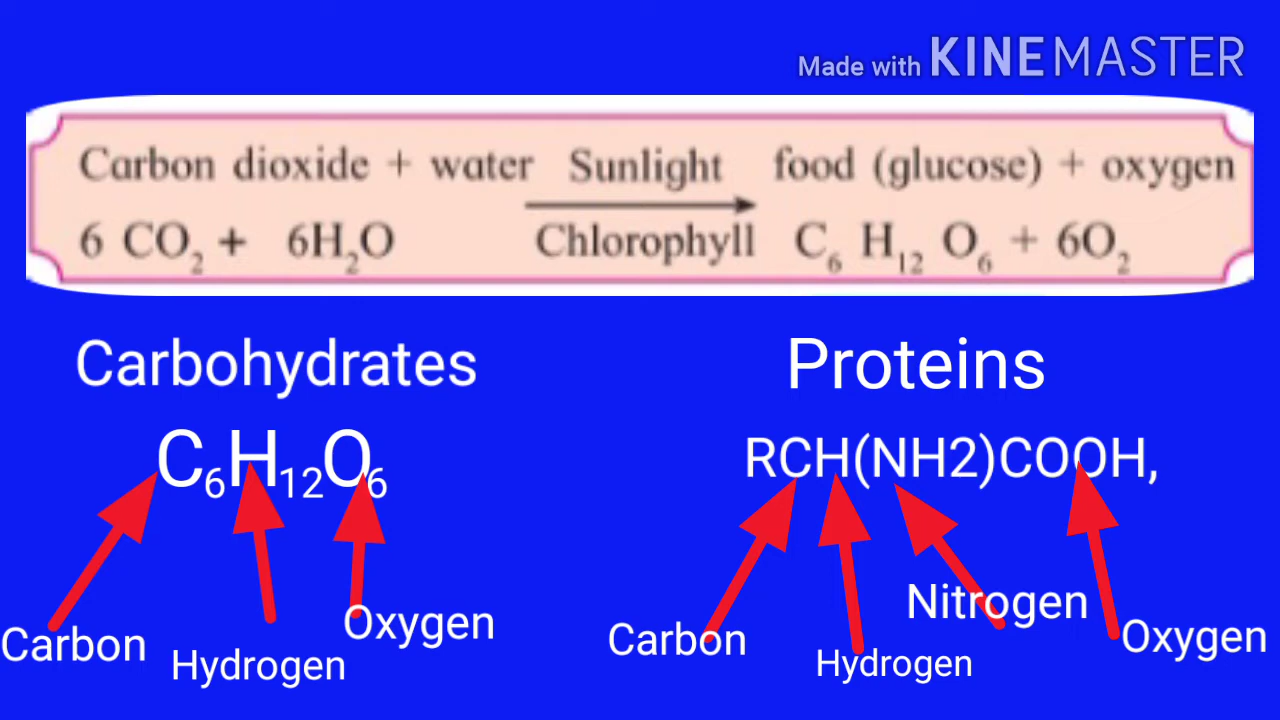 Made with KINEMASTER
Carbon dioxide + water Sunlight food (glucose) + oxygen
6 CO₂ + 6H₂O Chlorophyll C₆ H₁₂ O₆ + 6O₂
Carbohydrates
C₆H₁₂O₆
Carbon
Hydrogen
Oxygen
Proteins
RCH(NH2)COOH,
Carbon
Hydrogen
Nitrogen
Oxygen